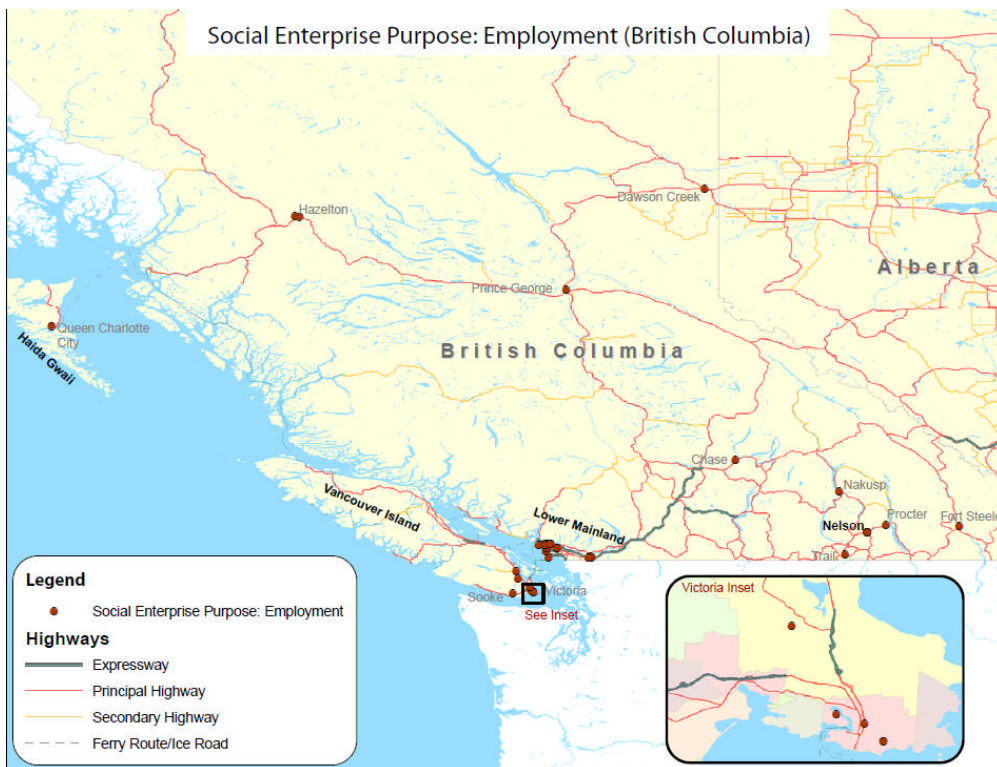 Social Enterprise Purpose: Employment (British Columbia)
Hazelton
Dawson Creek
Alberta
Prince George
Queen Charlotte
City
Haida Gwaii
British Columbia
Chase
Nakusp
Vancouver Island
Lower Mainland
Nelson
Procter
Fort Steele
Trail
Sooke
Victoria
See Inset
Legend
Social Enterprise Purpose: Employment
Highways
Expressway
Principal Highway
Secondary Highway
Ferry Route/Ice Road
Victoria Inset